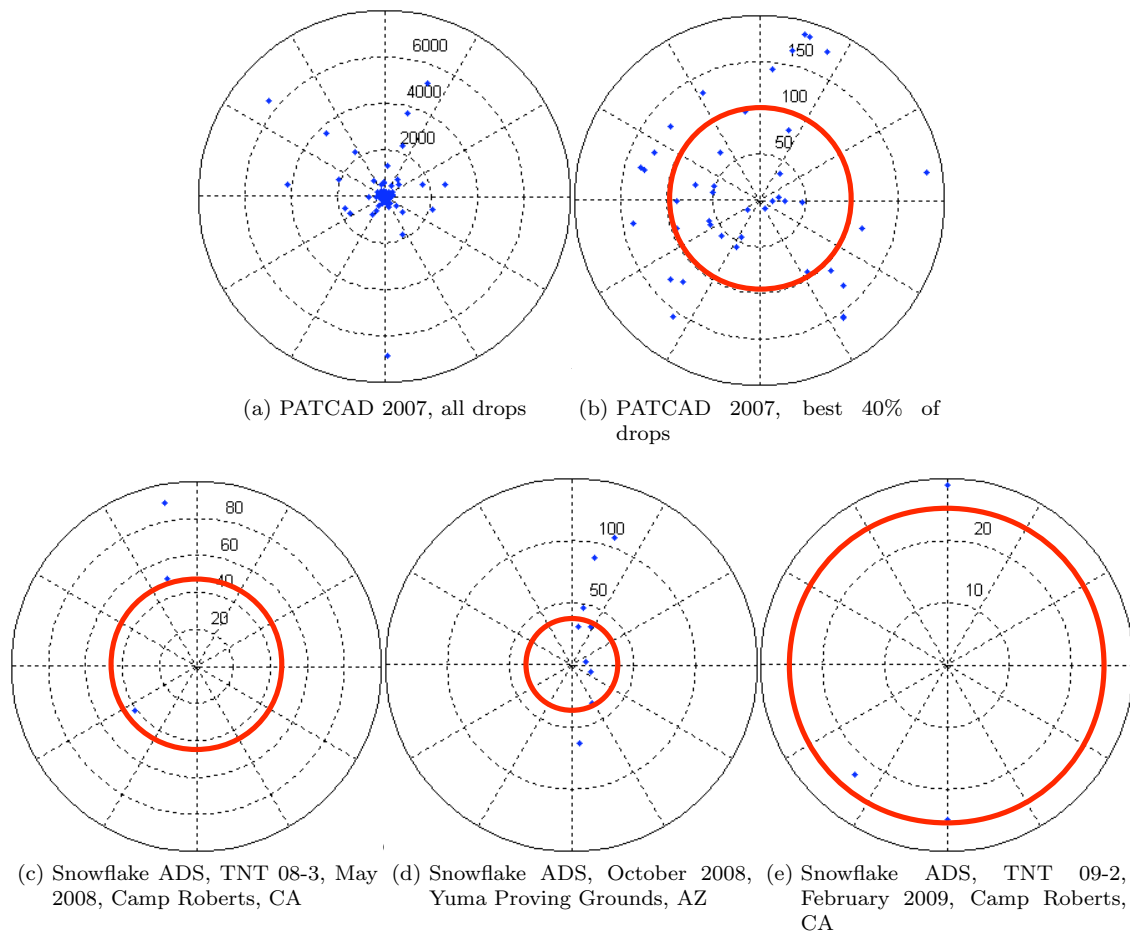 6000
4000
2000
150
100
50
(a) PATCAD 2007, all drops
(b) PATCAD 2007, best 40% of
drops
80
60
40
20
100
50
20
10
(c) Snowflake ADS, TNT 08-3, May
2008, Camp Roberts, CA
(d) Snowflake ADS, October 2008,
Yuma Proving Grounds, AZ
(e) Snowflake ADS, TNT 09-2,
February 2009, Camp Roberts,
CA